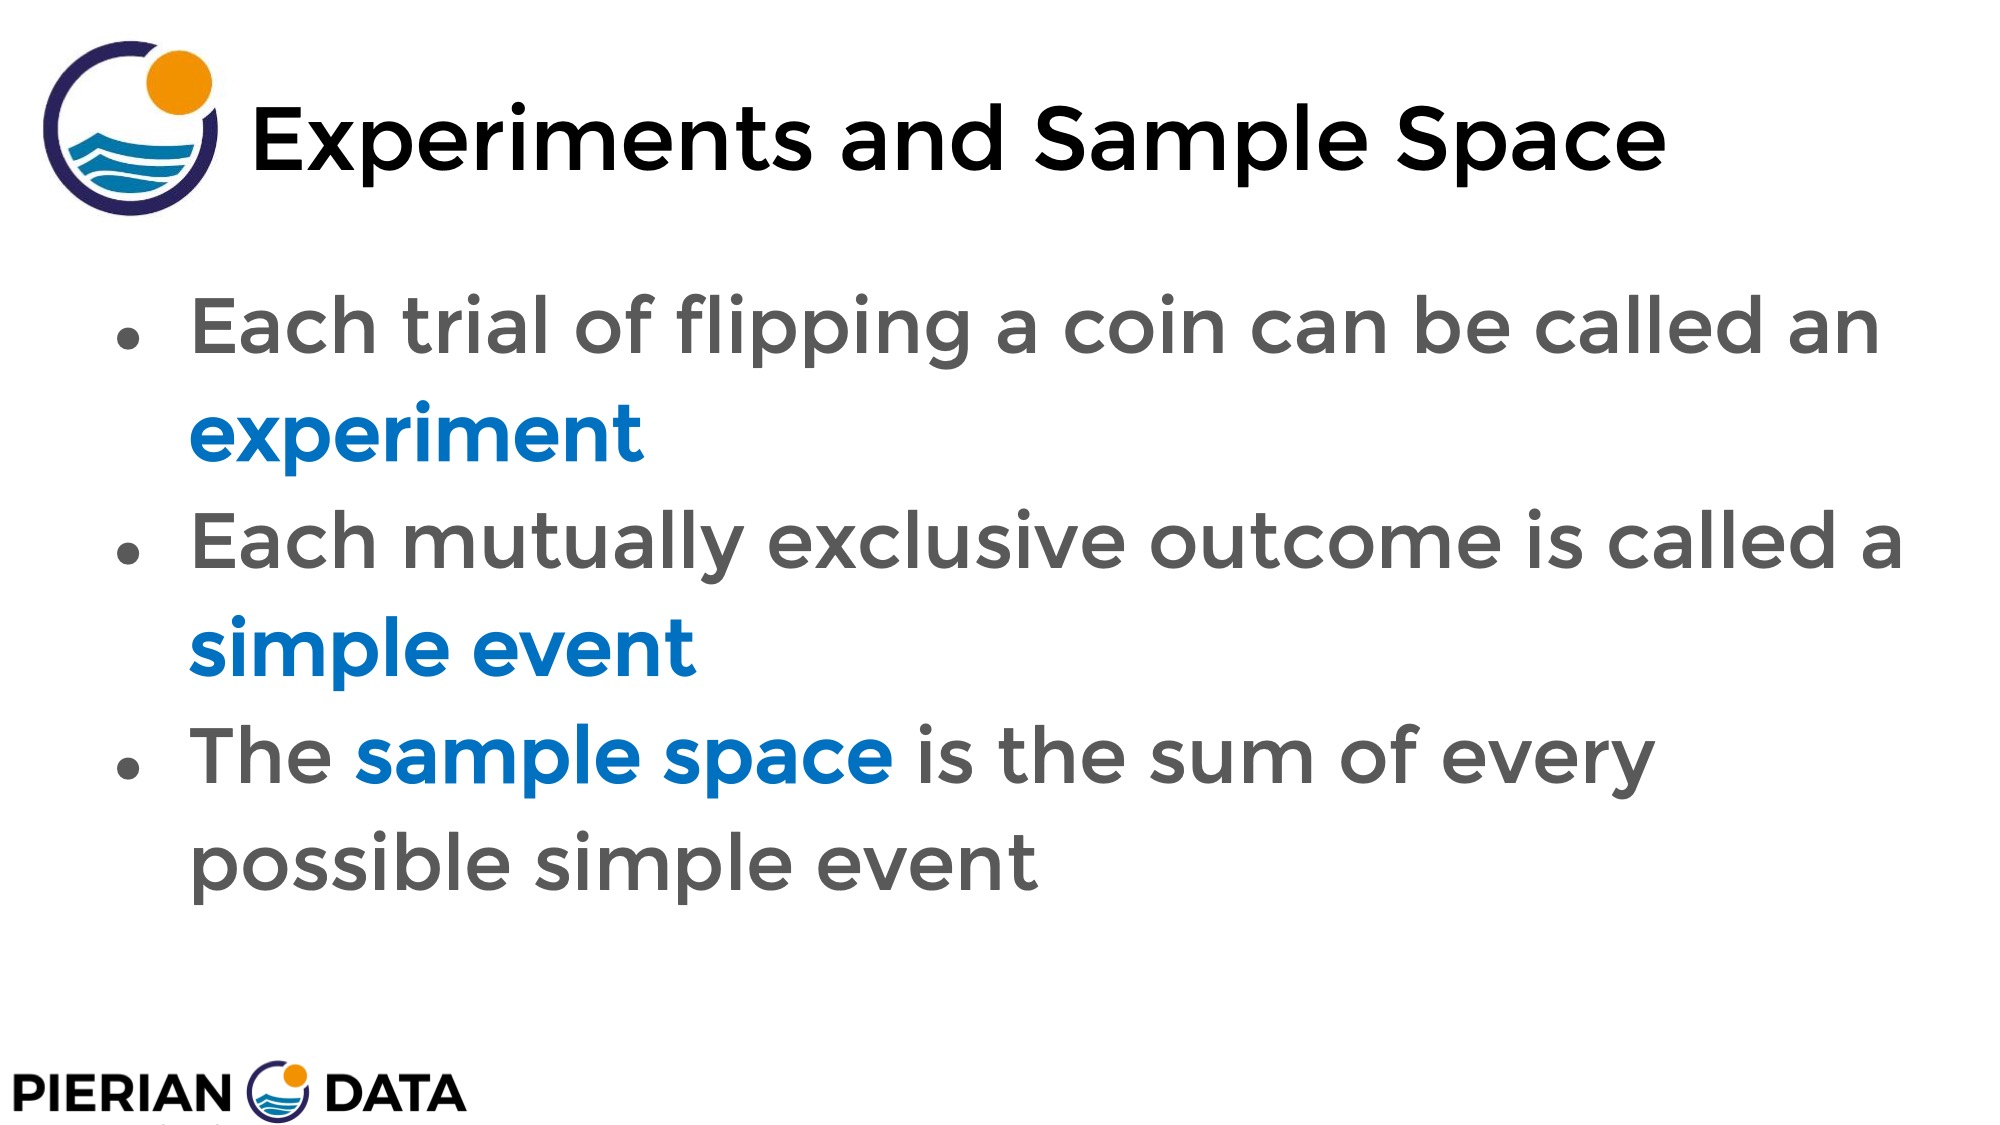 Experiments and Sample Space
● Each trial of flipping a coin can be called an
experiment
● Each mutually exclusive outcome is called a
simple event
● The sample space is the sum of every
possible simple event
PIERIAN DATA